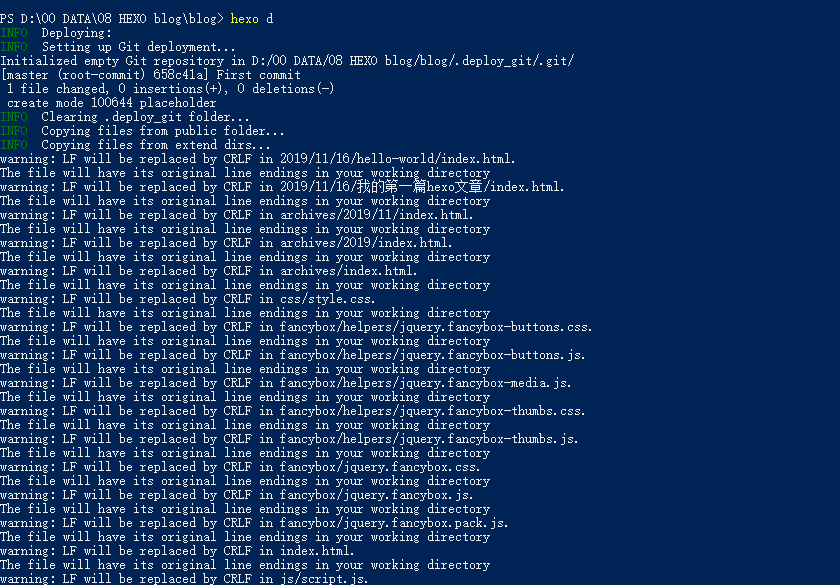 PS D:\00 DATA\08 HEXO blog\blog> hexo d
INFO  Deploying:
INFO  Setting up Git deployment...
Initialized empty Git repository in D:/00 DATA/08 HEXO blog/blog/.deploy_git/.git/
[master (root-commit) 658c41a] First commit
 1 file changed, 0 insertions(+), 0 deletions(-)
 create mode 100644 placeholder
INFO  Clearing .deploy_git folder...
INFO  Copying files from public folder...
INFO  Copying files from extend dirs...
warning: LF will be replaced by CRLF in 2019/11/16/hello-world/index.html.
The file will have its original line endings in your working directory
warning: LF will be replaced by CRLF in 2019/11/16/我的第一篇hexo文章/index.html.
The file will have its original line endings in your working directory
warning: LF will be replaced by CRLF in archives/2019/11/index.html.
The file will have its original line endings in your working directory
warning: LF will be replaced by CRLF in archives/2019/index.html.
The file will have its original line endings in your working directory
warning: LF will be replaced by CRLF in archives/index.html.
The file will have its original line endings in your working directory
warning: LF will be replaced by CRLF in css/style.css.
The file will have its original line endings in your working directory
warning: LF will be replaced by CRLF in fancybox/helpers/jquery.fancybox-buttons.css.
The file will have its original line endings in your working directory
warning: LF will be replaced by CRLF in fancybox/helpers/jquery.fancybox-buttons.js.
The file will have its original line endings in your working directory
warning: LF will be replaced by CRLF in fancybox/helpers/jquery.fancybox-media.js.
The file will have its original line endings in your working directory
warning: LF will be replaced by CRLF in fancybox/helpers/jquery.fancybox-thumbs.css.
The file will have its original line endings in your working directory
warning: LF will be replaced by CRLF in fancybox/helpers/jquery.fancybox-thumbs.js.
The file will have its original line endings in your working directory
warning: LF will be replaced by CRLF in fancybox/jquery.fancybox.css.
The file will have its original line endings in your working directory
warning: LF will be replaced by CRLF in fancybox/jquery.fancybox.js.
The file will have its original line endings in your working directory
warning: LF will be replaced by CRLF in fancybox/jquery.fancybox.pack.js.
The file will have its original line endings in your working directory
warning: LF will be replaced by CRLF in index.html.
The file will have its original line endings in your working directory
warning: LF will be replaced by CRLF in js/script.js.